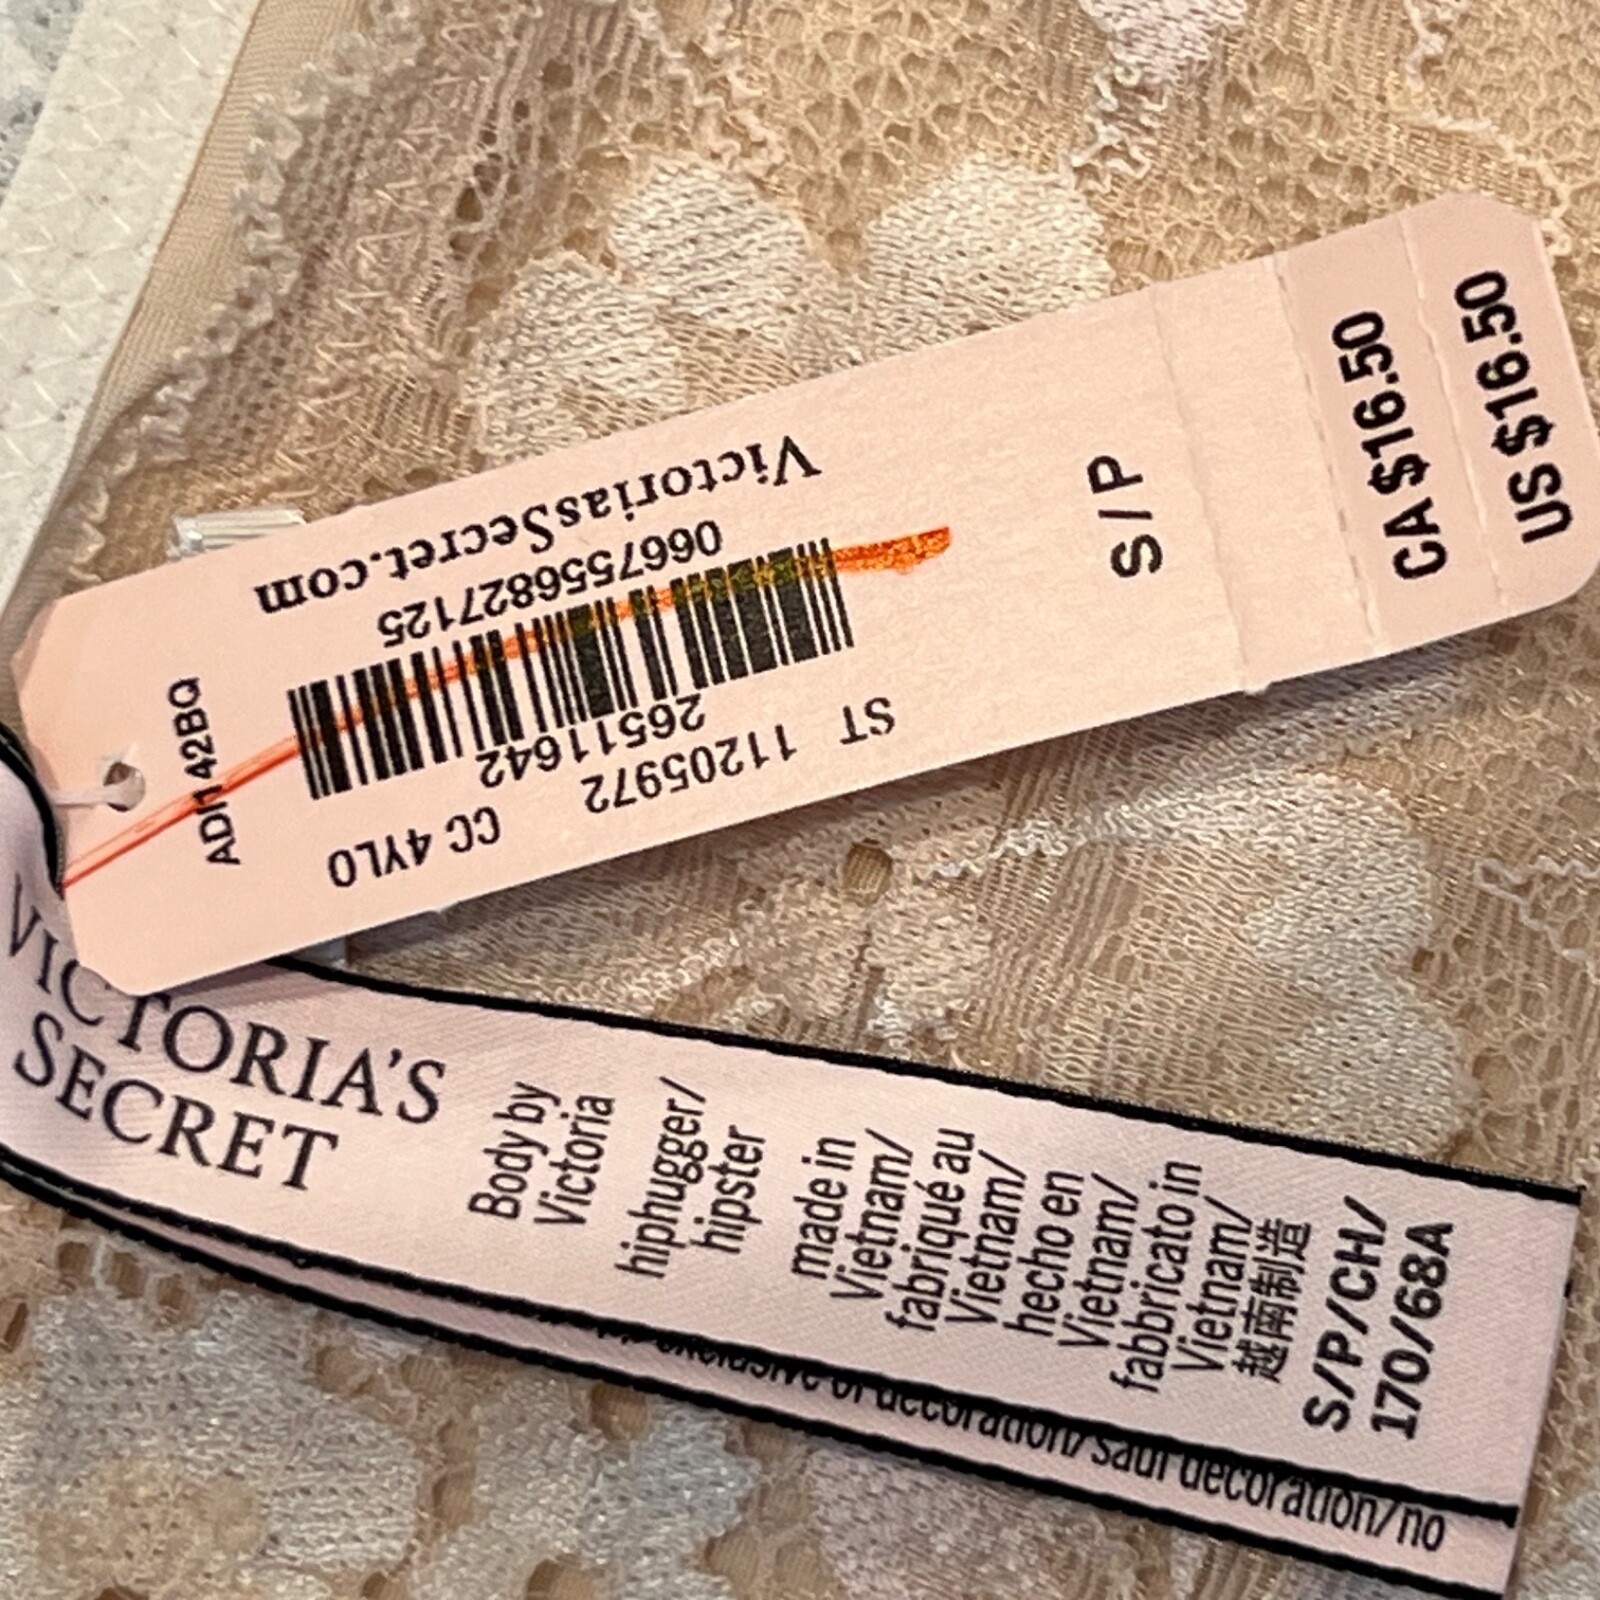 VictoriasSecret.com
0667556827125
26511642
ST 11205972
CC 4YL0
ADI142BQ
S/P
CA $16.50
US $16.50
VICTORIA'S
SECRET
Body by
Victoria
hiphugger/
hipster
made in
Vietnam/
fabriqué au
Vietnam/
hecho en
Vietnam/
fabbricato in
Vietnam/
越南制造
S/P/CH/
170/68A
exclusive of decoration/sauf décoration/no